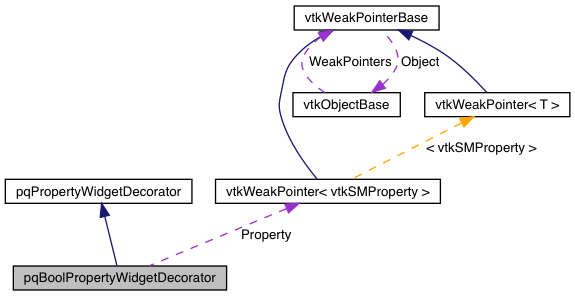 vtkWeakPointerBase
WeakPointers
Object
vtkObjectBase
vtkWeakPointer< T >
< vtkSMProperty >
pqPropertyWidgetDecorator
vtkWeakPointer< vtkSMProperty >
Property
pqBoolPropertyWidgetDecorator